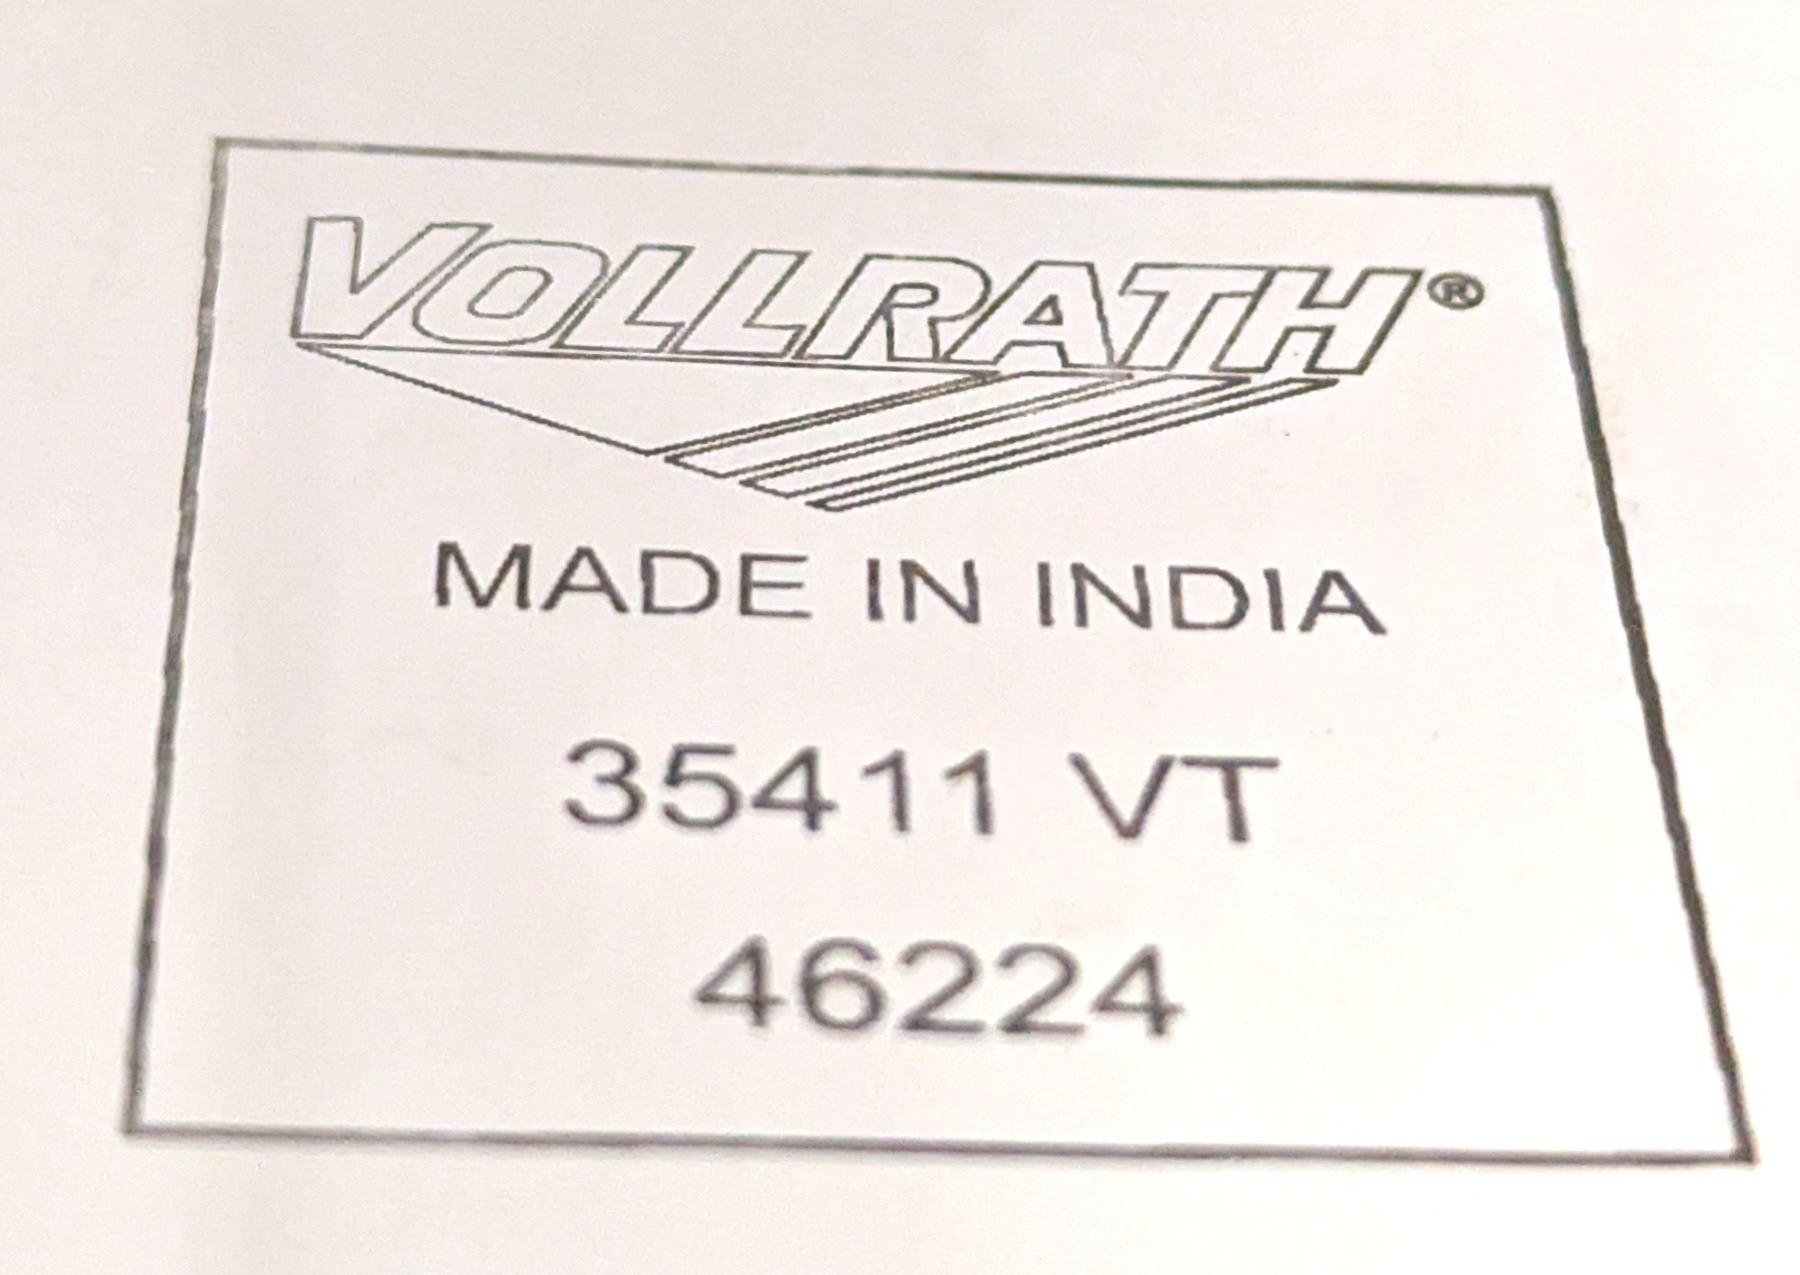 VOLLRATH®
MADE IN INDIA
35411 VT
46224